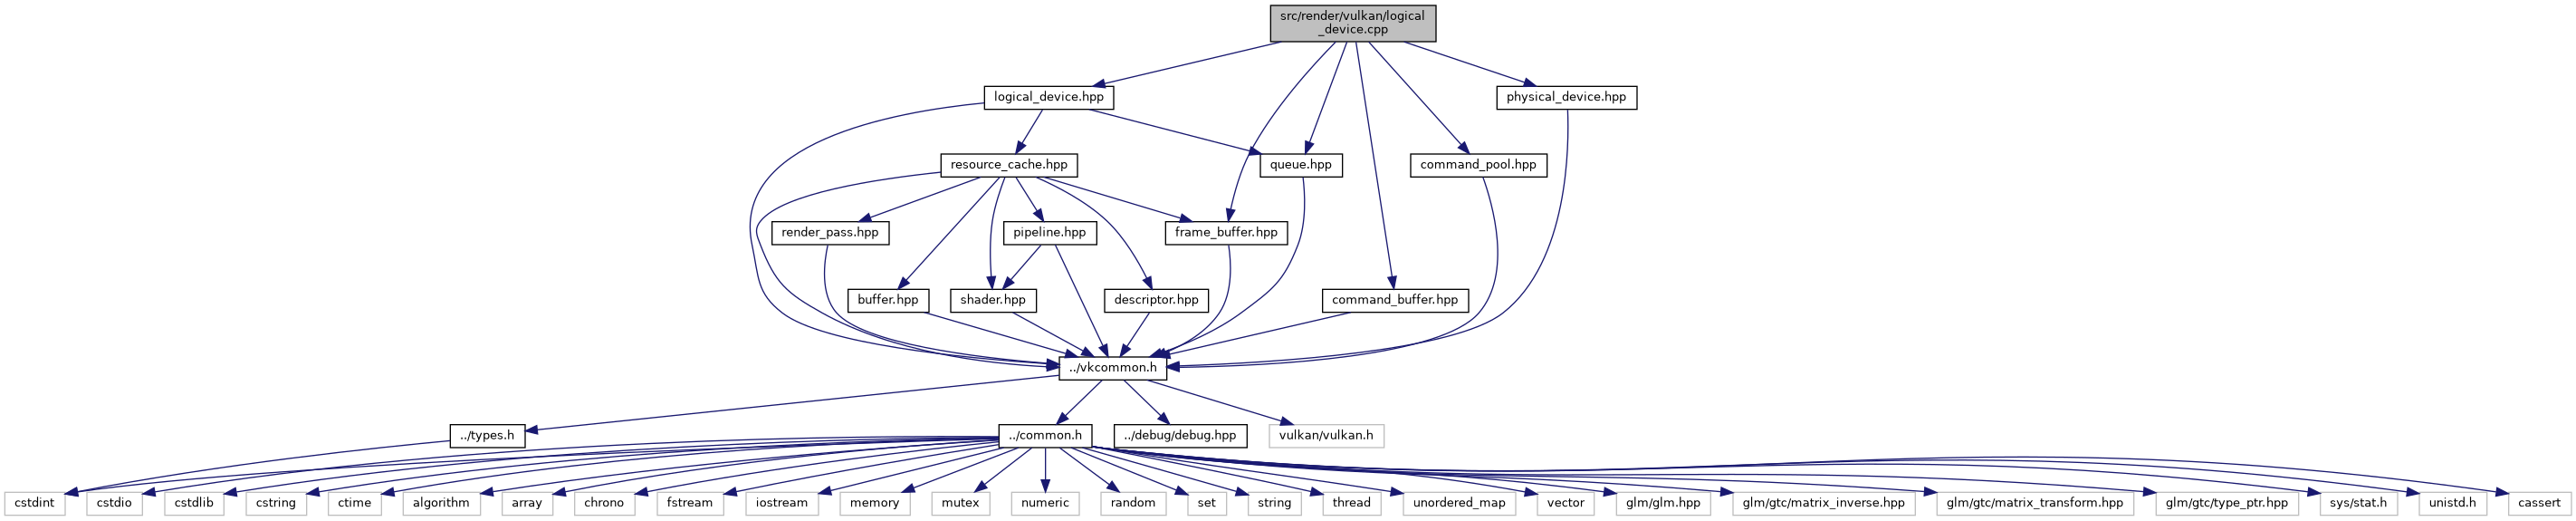 src/render/vulkan/logical
_device.cpp
logical_device.hpp
physical_device.hpp
resource_cache.hpp
queue.hpp
command_pool.hpp
render_pass.hpp
pipeline.hpp
frame_buffer.hpp
buffer.hpp
shader.hpp
descriptor.hpp
command_buffer.hpp
../vkcommon.h
../types.h
../common.h
../debug/debug.hpp
vulkan/vulkan.h
cstdint
cstdio
cstdlib
cstring
ctime
algorithm
array
chrono
fstream
iostream
memory
mutex
numeric
random
set
string
thread
unordered_map
vector
glm/glm.hpp
glm/gtc/matrix_inverse.hpp
glm/gtc/matrix_transform.hpp
glm/gtc/type_ptr.hpp
sys/stat.h
unistd.h
cassert